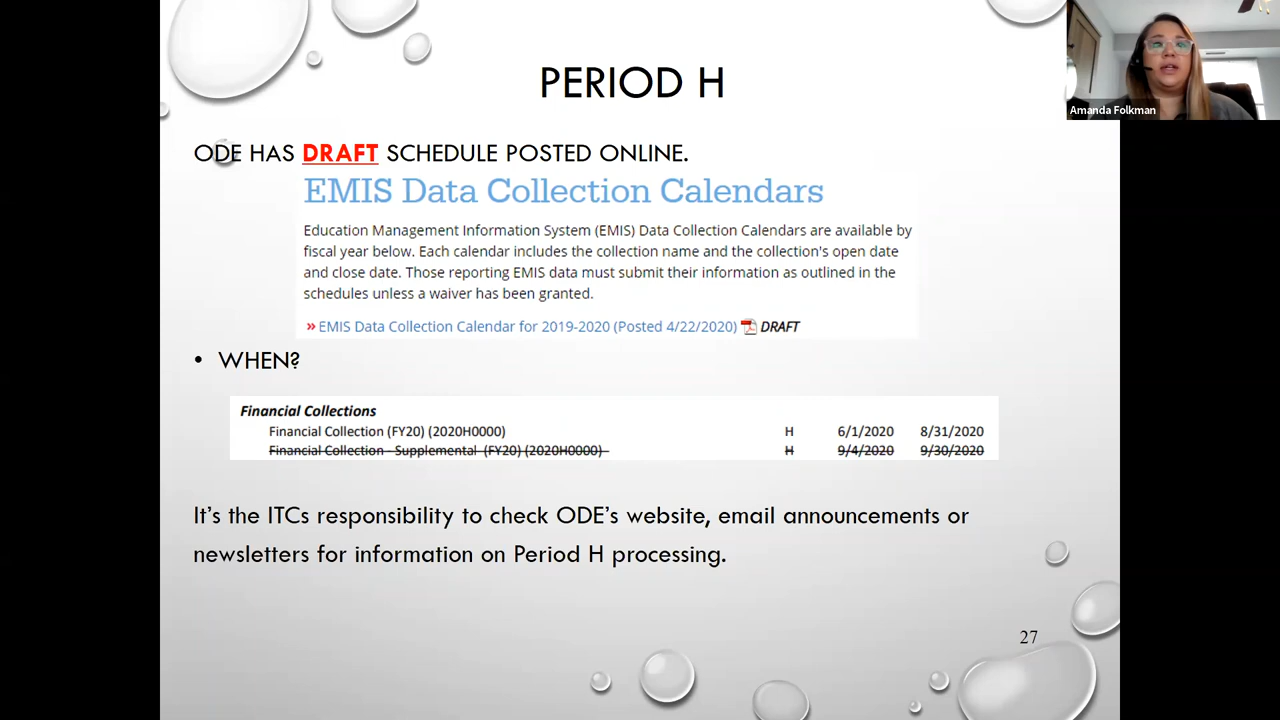 Amanda Folkman
PERIOD H
ODE HAS DRAFT SCHEDULE POSTED ONLINE.
EMIS Data Collection Calendars
Education Management Information System (EMIS) Data Collection Calendars are available by
fiscal year below. Each calendar includes the collection name and the collection's open date
and close date. Those reporting EMIS data must submit their information as outlined in the
schedules unless a waiver has been granted.
» EMIS Data Collection Calendar for 2019-2020 (Posted 4/22/2020) DRAFT
• WHEN?
Financial Collections
Financial Collection (FY20) (2020H0000) H 6/1/2020 8/31/2020
Financial Collection - Supplemental (FY20) (2020H0000) H 9/4/2020 9/30/2020
It's the ITCs responsibility to check ODE's website, email announcements or
newsletters for information on Period H processing.
27